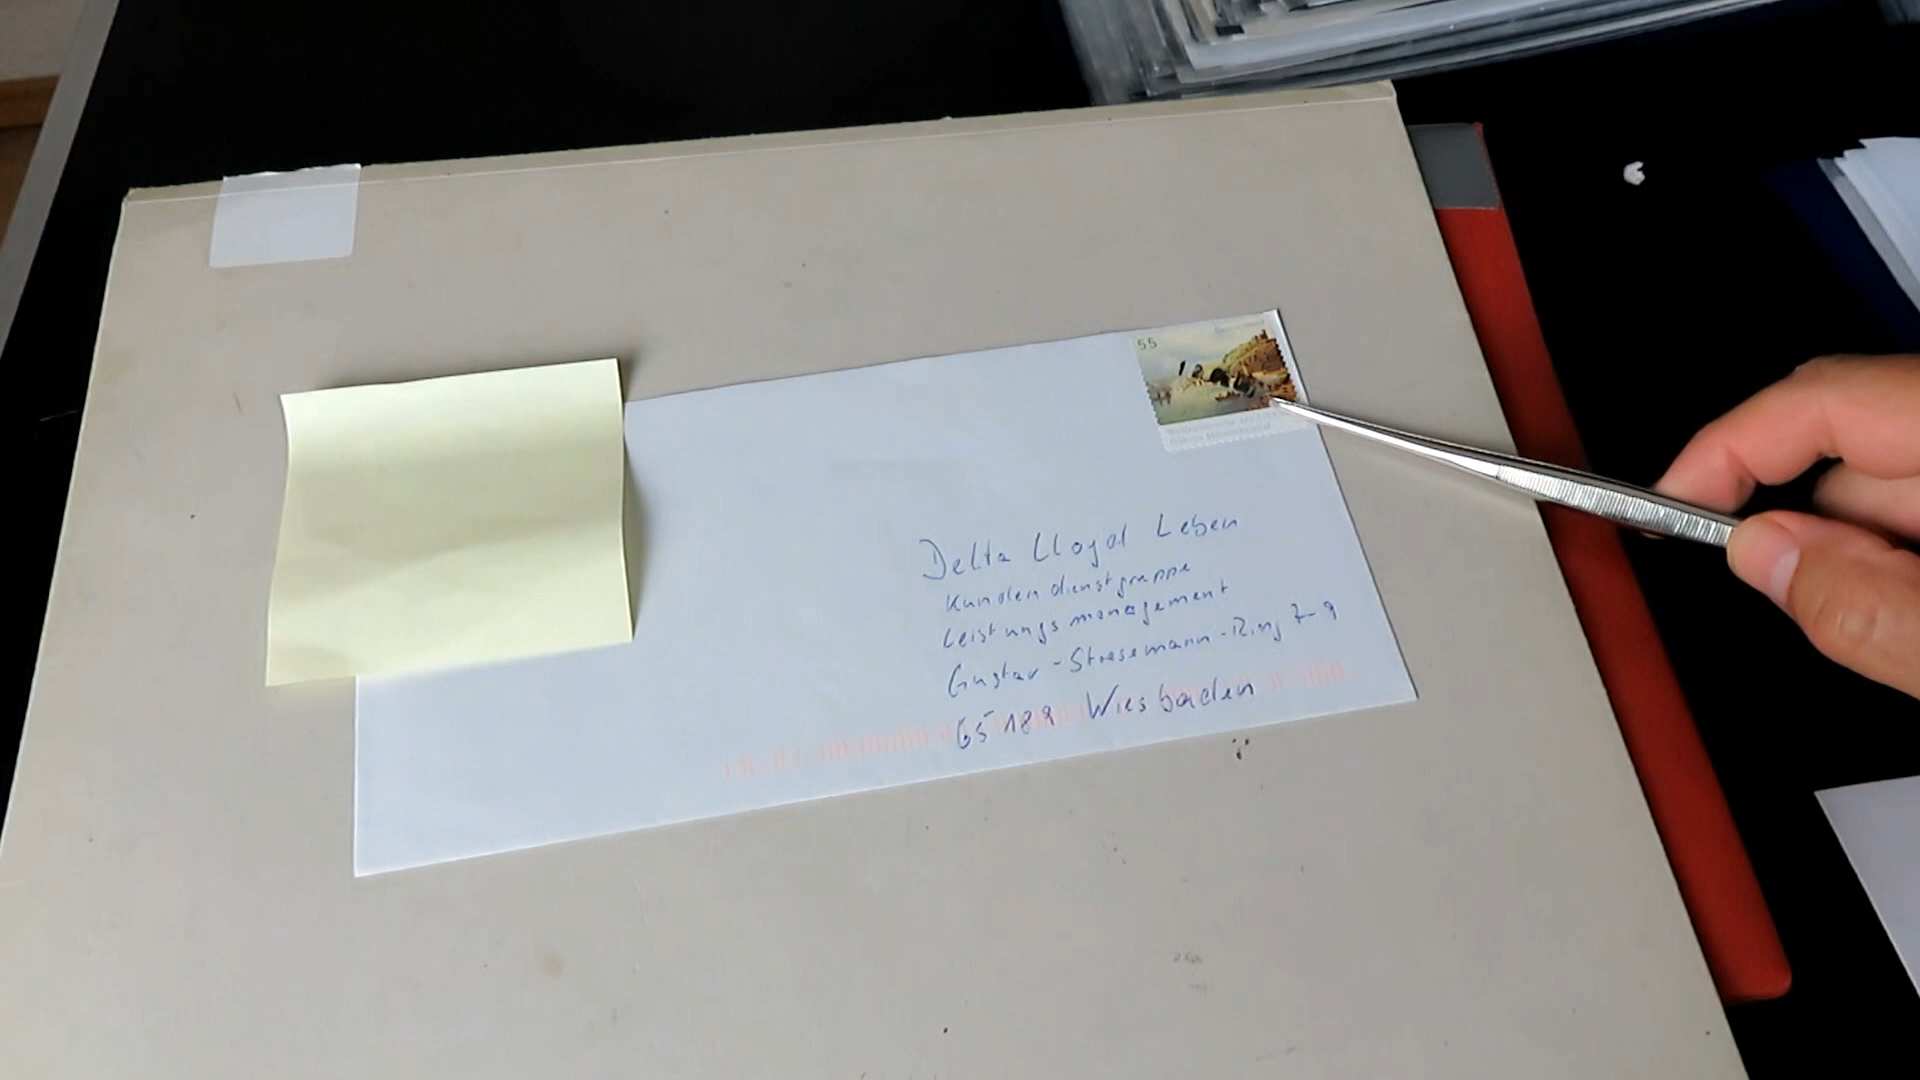 55
Delta Lloyd Leben
Kundendienstgruppe
Leistungsmanagement
Gustav-Stresemann-Ring 7-9
65189 Wiesbaden